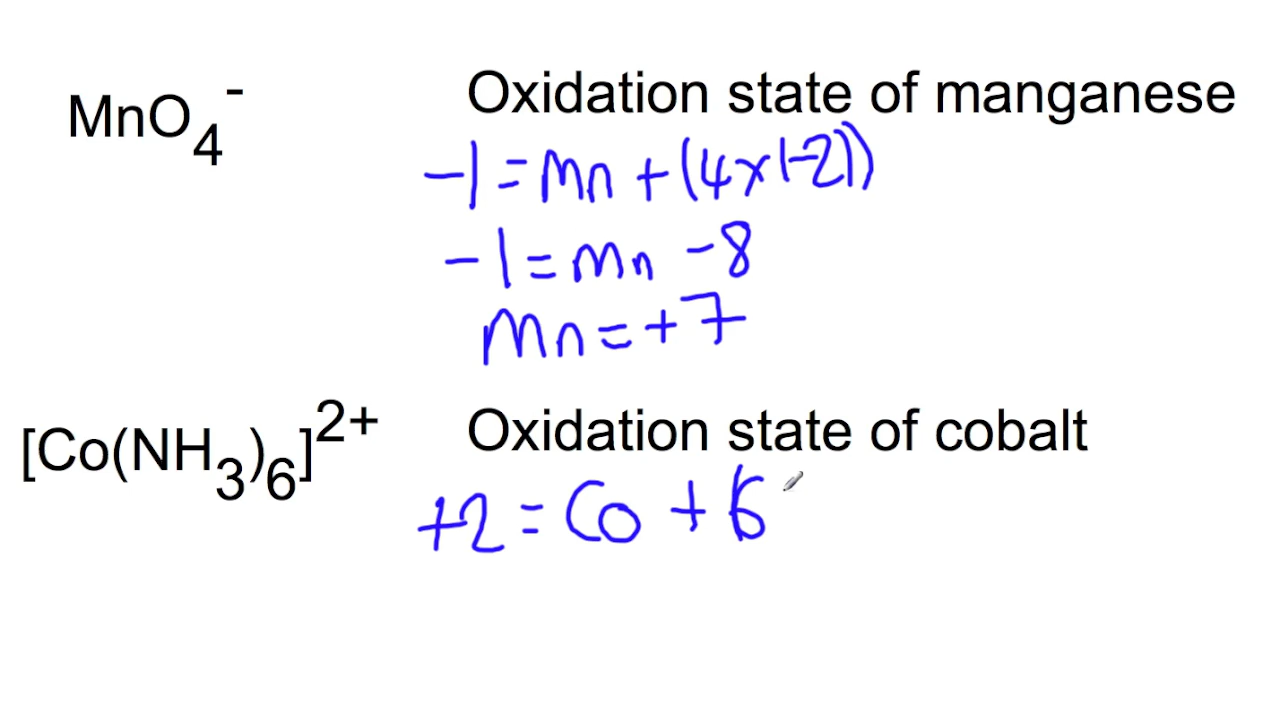 MnO4- Oxidation state of manganese
-1 = Mn + (4x(-2))
-1 = Mn -8
Mn = +7
[Co(NH3)6]2+ Oxidation state of cobalt
+2 = Co + (6